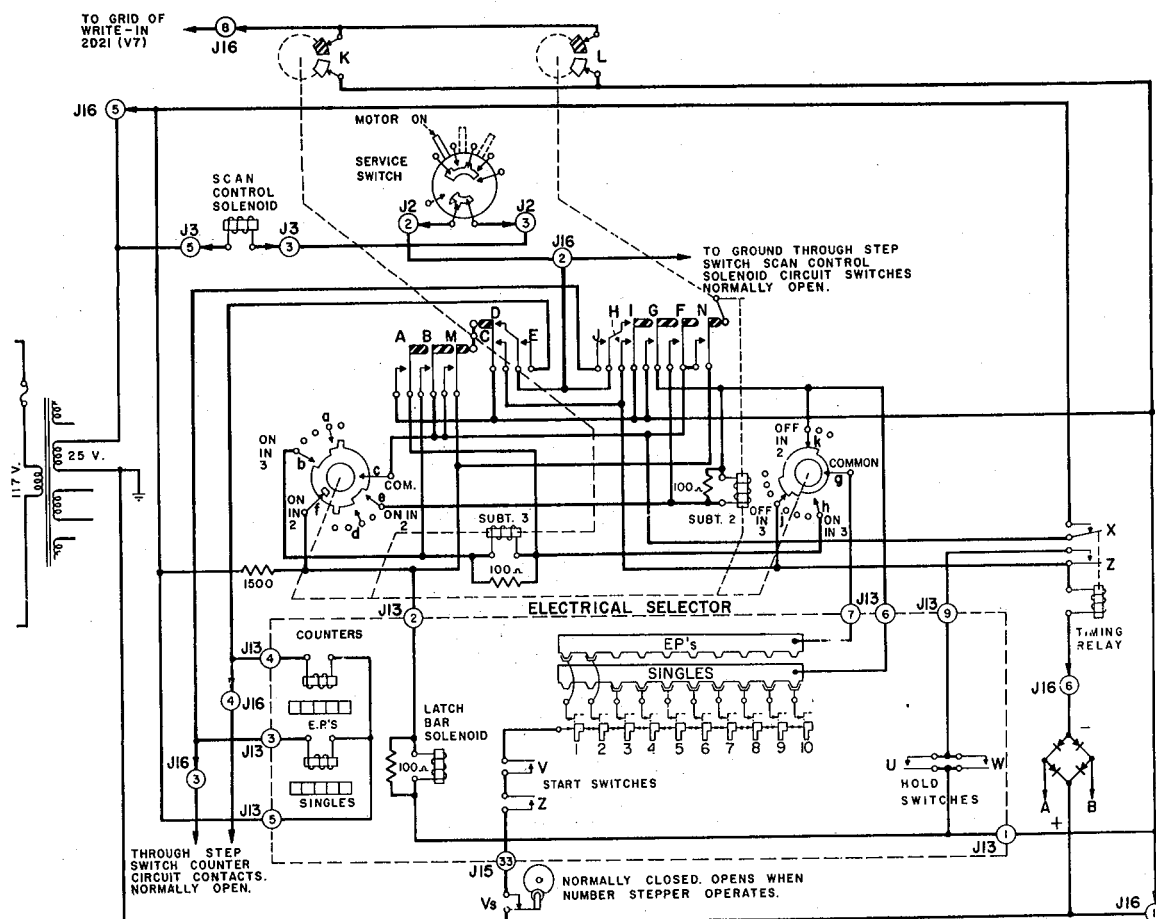 TO GRID OF
WRITE-IN
2D21 (V7)
8
J16
K
L
J16
5
MOTOR ON
SERVICE
SWITCH
SCAN
CONTROL
SOLENOID
J3
5
J3
3
J2
2
J2
3
J16
2
TO GROUND THROUGH STEP
SWITCH SCAN CONTROL
SOLENOID CIRCUIT SWITCHES
NORMALLY OPEN.
A B M C D E
J H I G F N
117 V.
25 V.
ON
IN
3
a
b
c
COM.
ON
IN
2
f
d
e
ON IN
2
SUBT. 3
100Ω
1500
100Ω
SUBT. 2
OFF
IN
2
k
COMMON
g
OFF
IN
3
j
h
ON
IN 3
X
Z
TIMING
RELAY
J13
2
ELECTRICAL SELECTOR
J13
7
6
J13
9
COUNTERS
J13
4
4
J16
E.P.'S
3
J13
J16
3
SINGLES
J13
5
LATCH
BAR
SOLENOID
100Ω
EP's
SINGLES
1 2 3 4 5 6 7 8 9 10
V
START SWITCHES
Z
U
W
HOLD
SWITCHES
J16
6
−
A
B
+
1
J13
THROUGH STEP
SWITCH COUNTER
CIRCUIT CONTACTS.
NORMALLY OPEN.
J15
33
Vs
NORMALLY CLOSED. OPENS WHEN
NUMBER STEPPER OPERATES.
J16
1